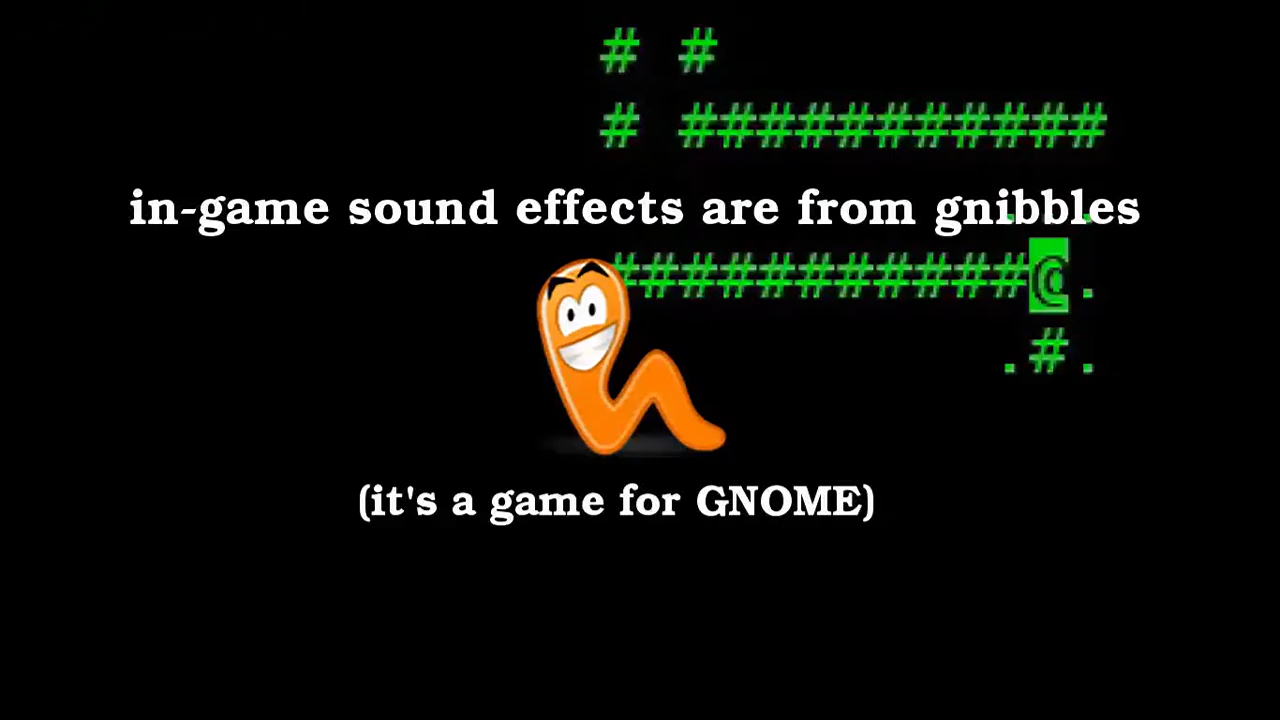 # #
# ###########
in-game sound effects are from gnibbles
###########@.
.#.
(it's a game for GNOME)